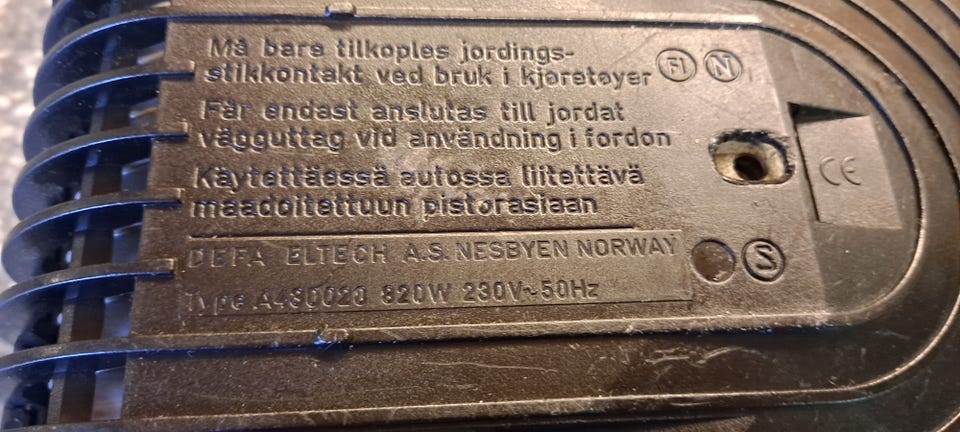 Må bare tilkoples jordings-
stikkontakt ved bruk i kjøretøyer FI N
Får endast anslutas till jordat
vägguttag vid användning i fordon
Käytettäessä autossa liitettävä
maadoitettuun pistorasiaan
CE
DEFA ELTECH A.S. NESBYEN NORWAY S
Type A430020 820W 230V~50Hz